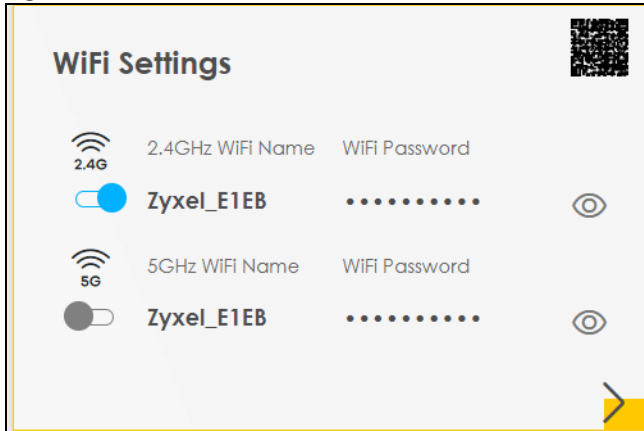 WiFi Settings
2.4GHz WiFi Name WiFi Password
2.4G
Zyxel_E1EB ••••••••••
5GHz WiFi Name WiFi Password
5G
Zyxel_E1EB ••••••••••